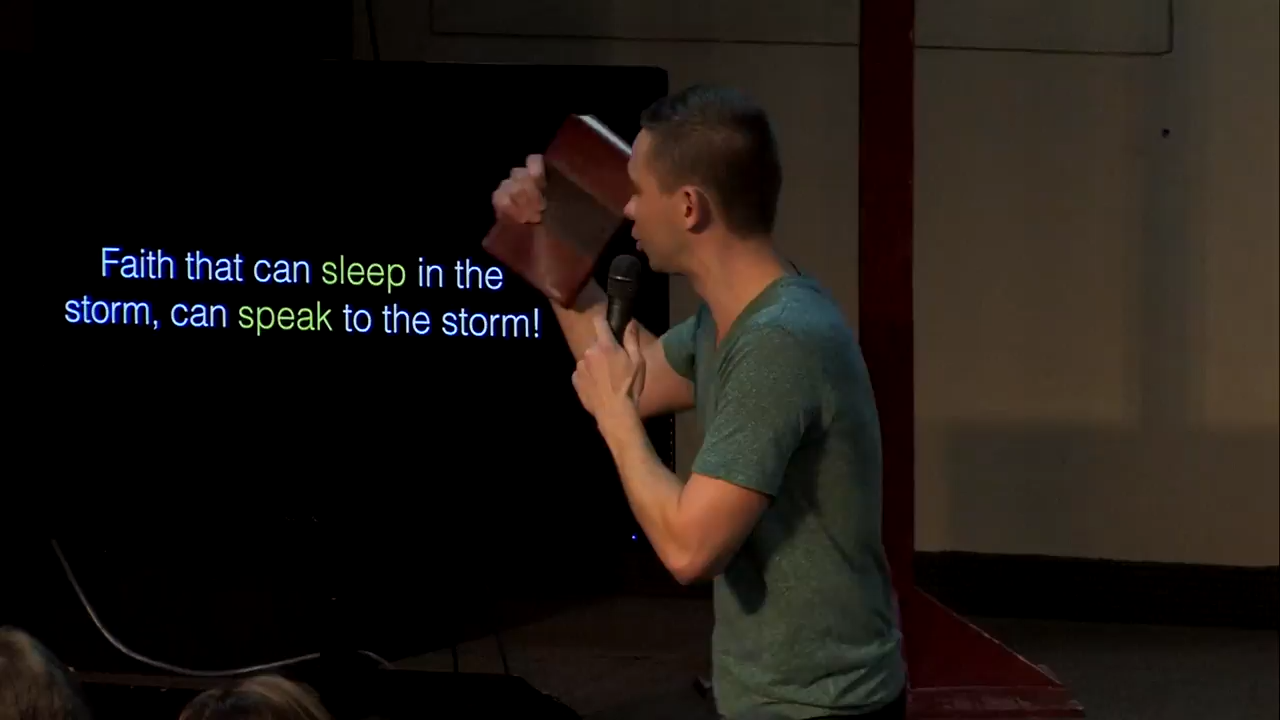 Faith that can sleep in the
storm, can speak to the storm!